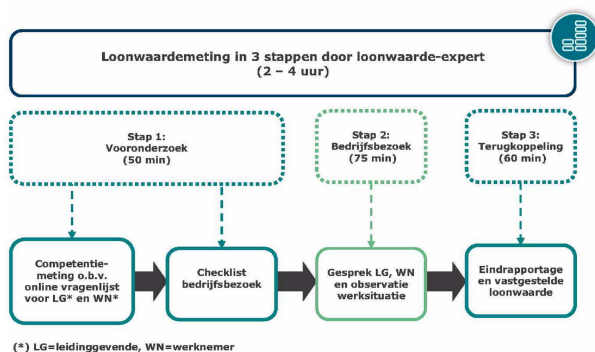 Loonwaardemeting in 3 stappen door loonwaarde-expert
(2 – 4 uur)
Stap 1:
Vooronderzoek
(50 min)
Stap 2:
Bedrijfsbezoek
(75 min)
Stap 3:
Terugkoppeling
(60 min)
Competentie-
meting o.b.v.
online vragenlijst
voor LG* en WN*
Checklist
bedrijfsbezoek
Gesprek LG, WN
en observatie
werksituatie
Eindrapportage
en vastgestelde
loonwaarde
(*) LG=leidinggevende, WN=werknemer